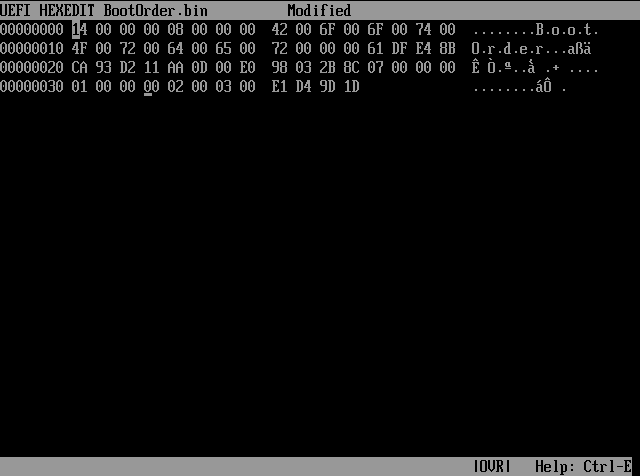 UEFI HEXEDIT BootOrder.bin Modified
00000000 14 00 00 00 08 00 00 00 42 00 6F 00 6F 00 74 00 ........B.o.o.t.
00000010 4F 00 72 00 64 00 65 00 72 00 00 00 61 DF E4 8B O.r.d.e.r...aßä
00000020 CA 93 D2 11 AA 0D 00 E0 98 03 2B 8C 07 00 00 00 Ê Ò.ª..à .+ ....
00000030 01 00 00 00 02 00 03 00 E1 D4 9D 1D ........áÔ .
|OVR| Help: Ctrl-E